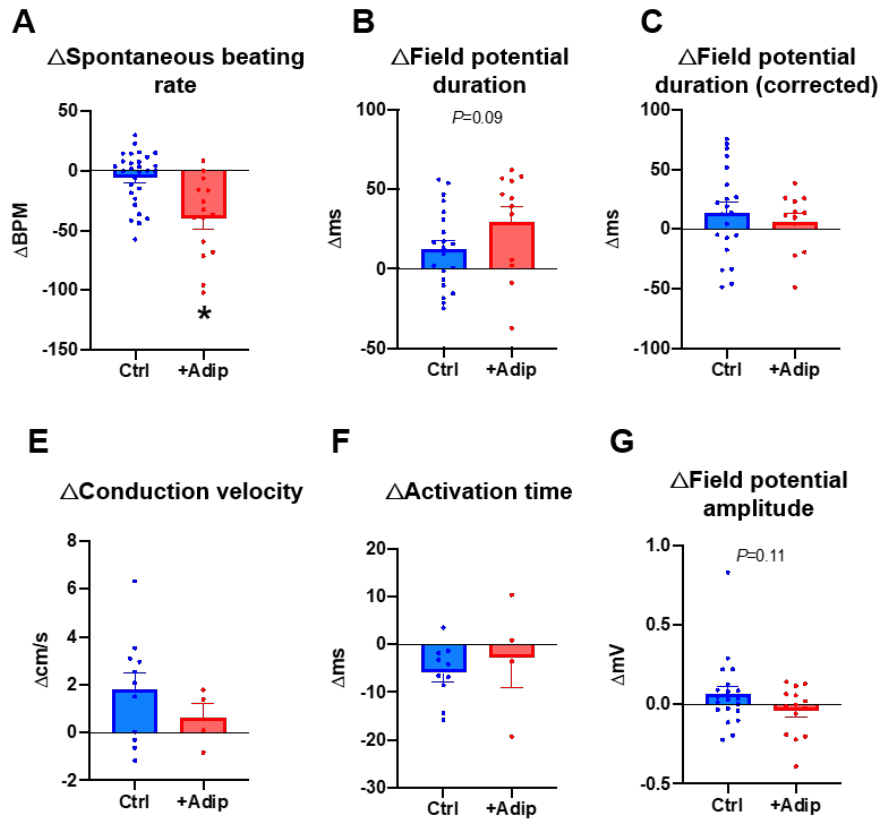 A
△Spontaneous beating
rate
ΔBPM
50
0
-50
-100
-150
*
Ctrl
+Adip
B
△Field potential
duration
P=0.09
Δms
100
50
0
-50
Ctrl
+Adip
C
△Field potential
duration (corrected)
Δms
100
50
0
-50
-100
Ctrl
+Adip
E
△Conduction velocity
Δcm/s
8
6
4
2
0
-2
Ctrl
+Adip
F
△Activation time
Δms
20
10
0
-10
-20
-30
Ctrl
+Adip
G
△Field potential
amplitude
P=0.11
ΔmV
1.0
0.5
0.0
-0.5
Ctrl
+Adip